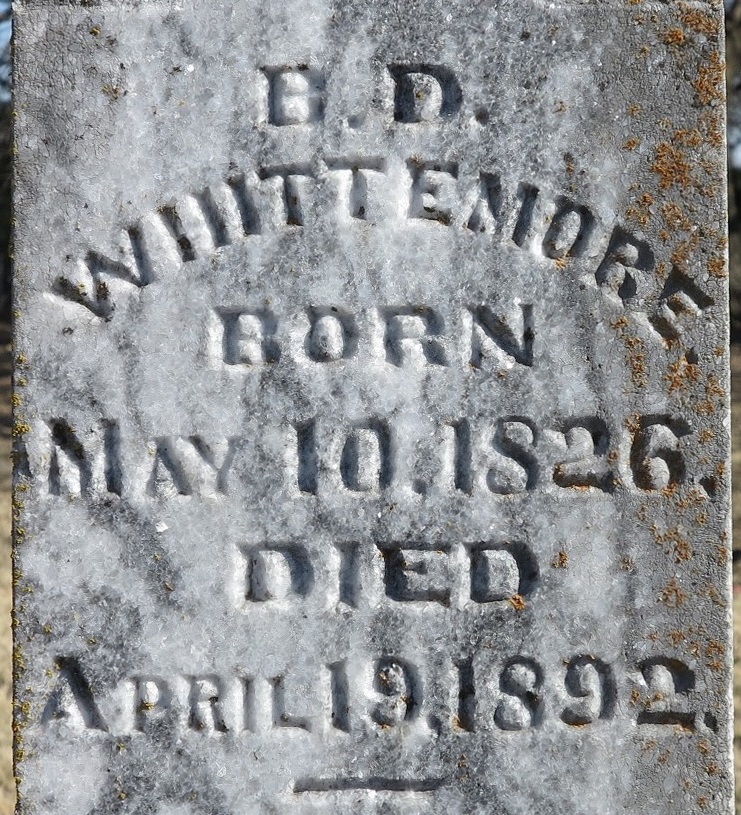 H. D.
WHITTEMORE.
BORN
MAY 10, 1826.
DIED
APRIL 19, 1892.